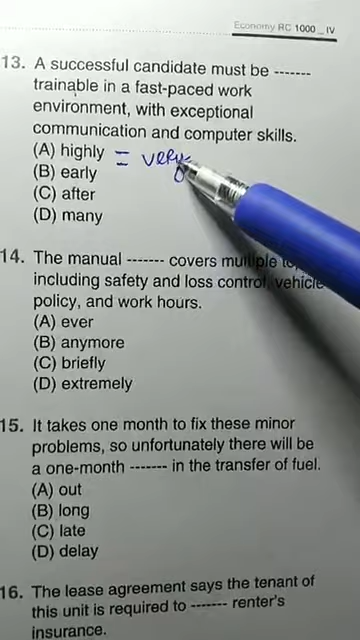 Economy RC 1000 _ IV
13. A successful candidate must be -------
trainable in a fast-paced work
environment, with exceptional
communication and computer skills.
(A) highly = very
(B) early
(C) after
(D) many
14. The manual ------- covers multiple
including safety and loss control, vehicle
policy, and work hours.
(A) ever
(B) anymore
(C) briefly
(D) extremely
15. It takes one month to fix these minor
problems, so unfortunately there will be
a one-month ------- in the transfer of fuel.
(A) out
(B) long
(C) late
(D) delay
16. The lease agreement says the tenant of
this unit is required to ------- renter's
insurance.